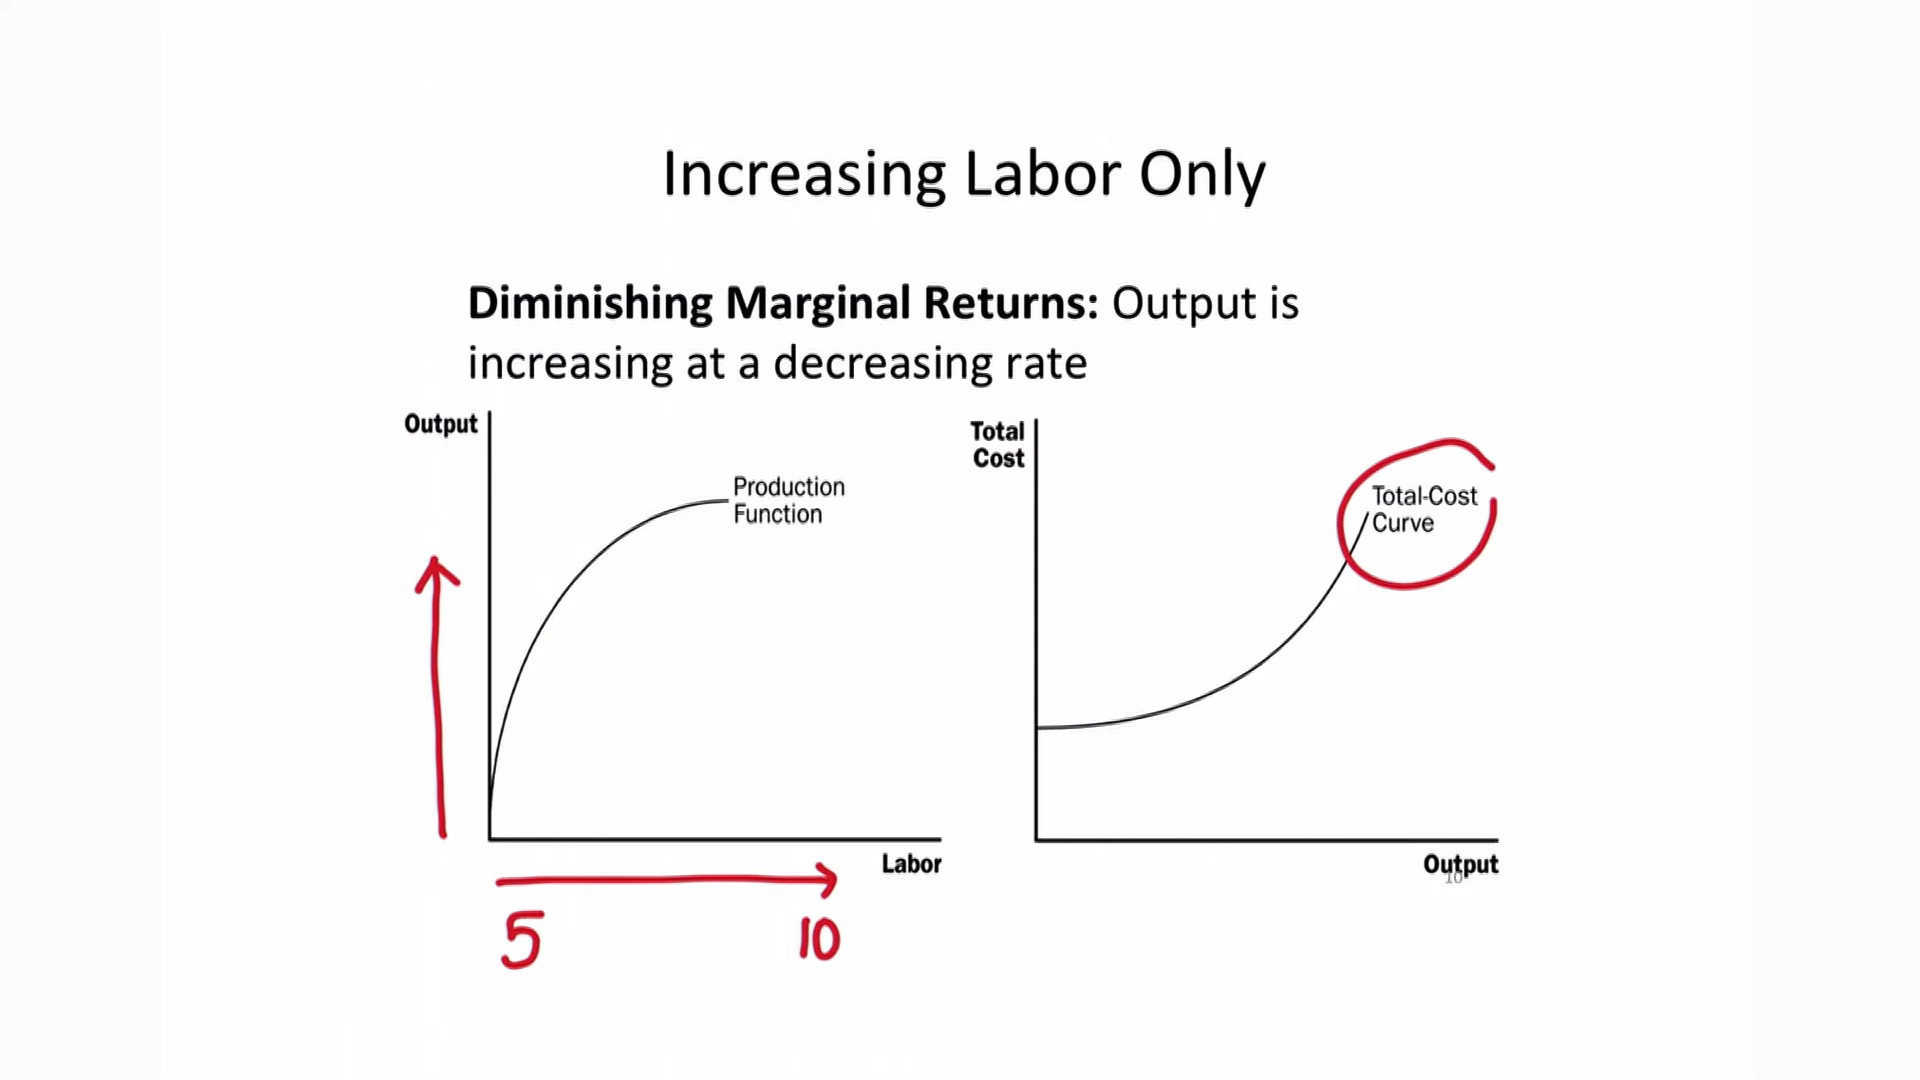 Increasing Labor Only
Diminishing Marginal Returns: Output is
increasing at a decreasing rate
Output
Production
Function
Labor
5
10
Total
Cost
Total-Cost
Curve
Output
10